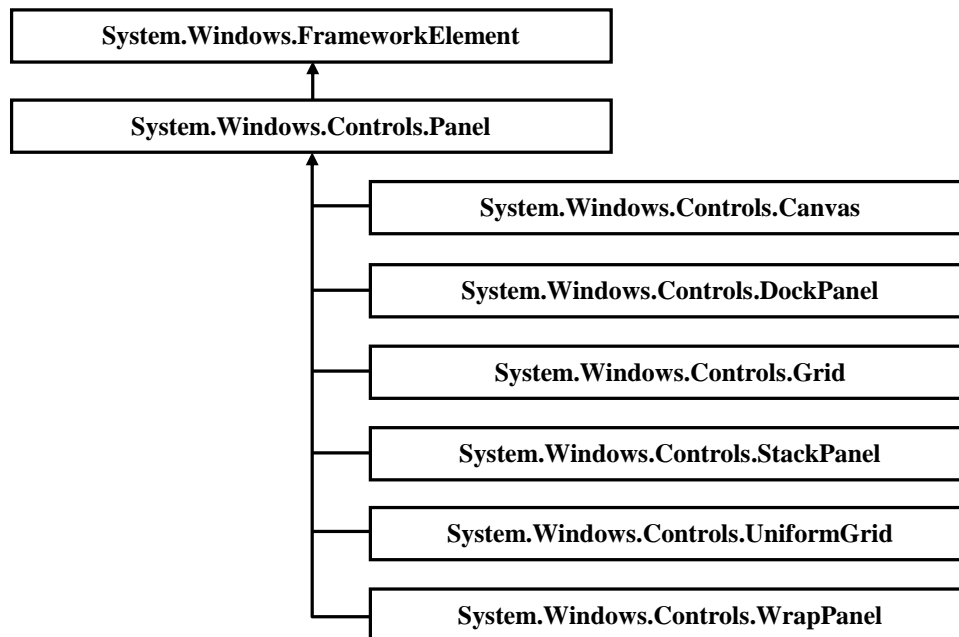 System.Windows.FrameworkElement
System.Windows.Controls.Panel
System.Windows.Controls.Canvas
System.Windows.Controls.DockPanel
System.Windows.Controls.Grid
System.Windows.Controls.StackPanel
System.Windows.Controls.UniformGrid
System.Windows.Controls.WrapPanel